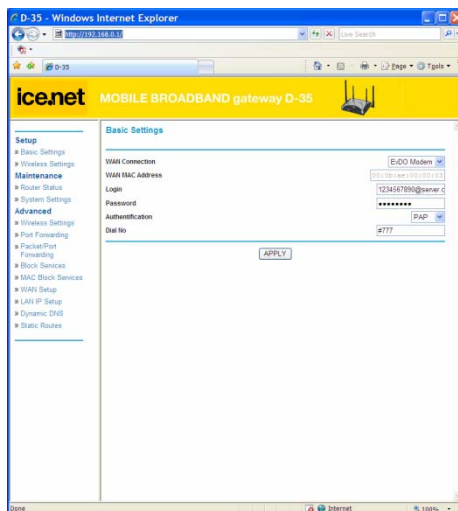 D-35 - Windows Internet Explorer
http://192.168.0.1/
Live Search
D-35
Page
Tools
ice.net
MOBILE BROADBAND gateway D-35
Setup
Basic Settings
Wireless Settings
Maintenance
Router Status
System Settings
Advanced
Wireless Settings
Port Fowarding
Packet/Port
Forwarding
Block Services
MAC Block Services
WAN Setup
LAN IP Setup
Dynamic DNS
Static Routes
Basic Settings
WAN Connection
EvDO Modem
WAN MAC Address
Login
1234567890@server.c
Password
Authentification
PAP
Dial No
#777
APPLY
Done
Internet
100%